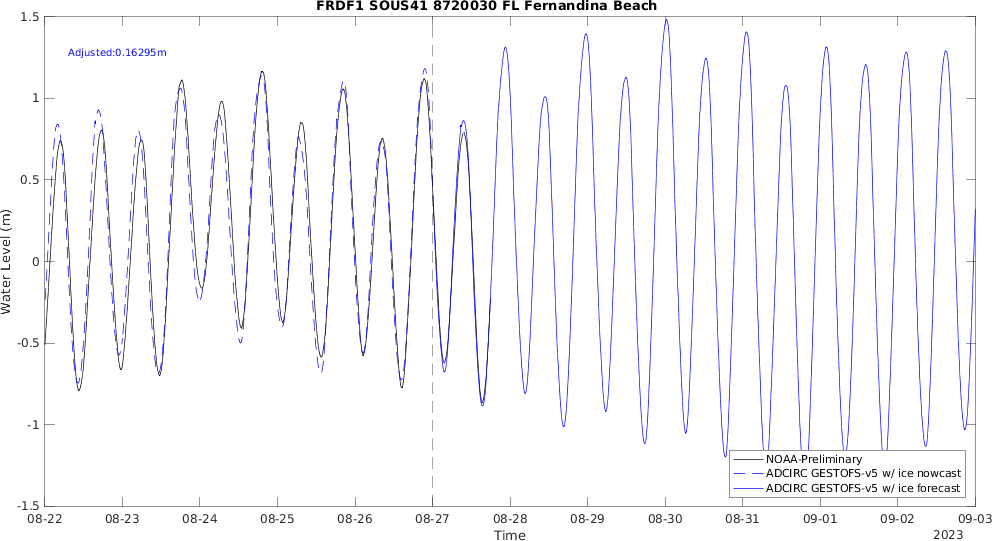 FRDF1 SOUS41 8720030 FL Fernandina Beach
Adjusted:0.16295m
Water Level (m)
1.5
1
0.5
0
-0.5
-1
-1.5
NOAA-Preliminary
ADCIRC GESTOFS-v5 w/ ice nowcast
ADCIRC GESTOFS-v5 w/ ice forecast
08-22 08-23 08-24 08-25 08-26 08-27 08-28 08-29 08-30 08-31 09-01 09-02 09-03
Time
2023